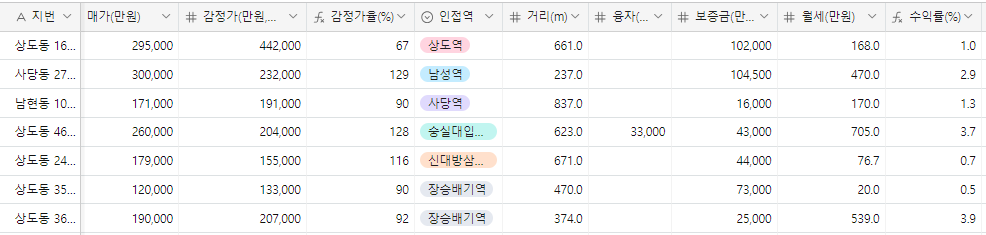 지번 매가(만원) 감정가(만원,... 감정가율(%) 인접역 거리(m) 융자(... 보증금(만... 월세(만원) 수익률(%)
상도동 16... 295,000 442,000 67 상도역 661.0 102,000 168.0 1.0
사당동 27... 300,000 232,000 129 남성역 237.0 104,500 470.0 2.9
남현동 10... 171,000 191,000 90 사당역 837.0 16,000 170.0 1.3
상도동 46... 260,000 204,000 128 숭실대입... 623.0 33,000 43,000 705.0 3.7
상도동 24... 179,000 155,000 116 신대방삼... 671.0 44,000 76.7 0.7
상도동 35... 120,000 133,000 90 장승배기역 470.0 73,000 20.0 0.5
상도동 36... 190,000 207,000 92 장승배기역 374.0 25,000 539.0 3.9